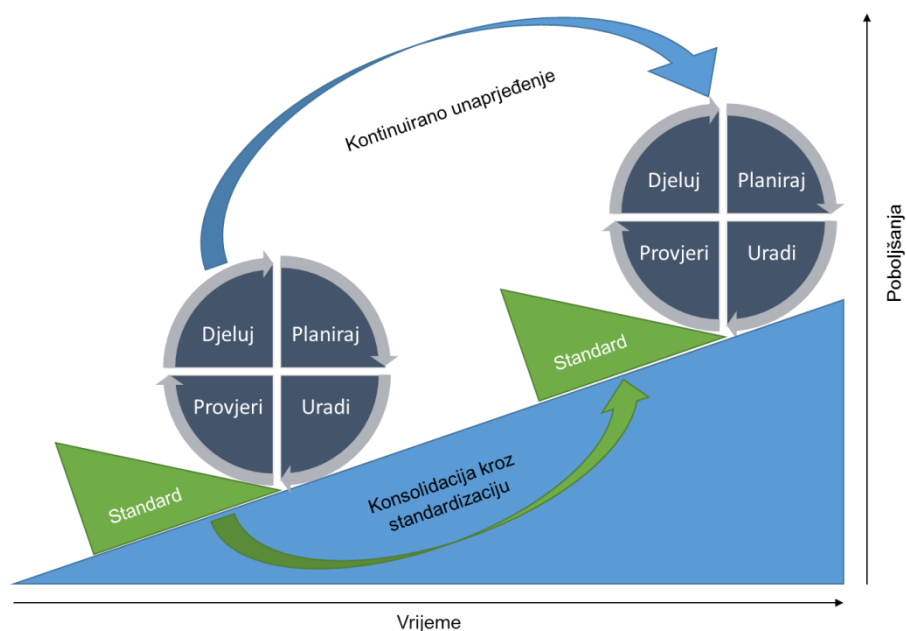 Kontinuirano unaprjeđenje
Djeluj
Planiraj
Provjeri
Uradi
Standard
Djeluj
Planiraj
Provjeri
Uradi
Standard
Konsolidacija kroz
standardizaciju
Poboljšanja
Vrijeme